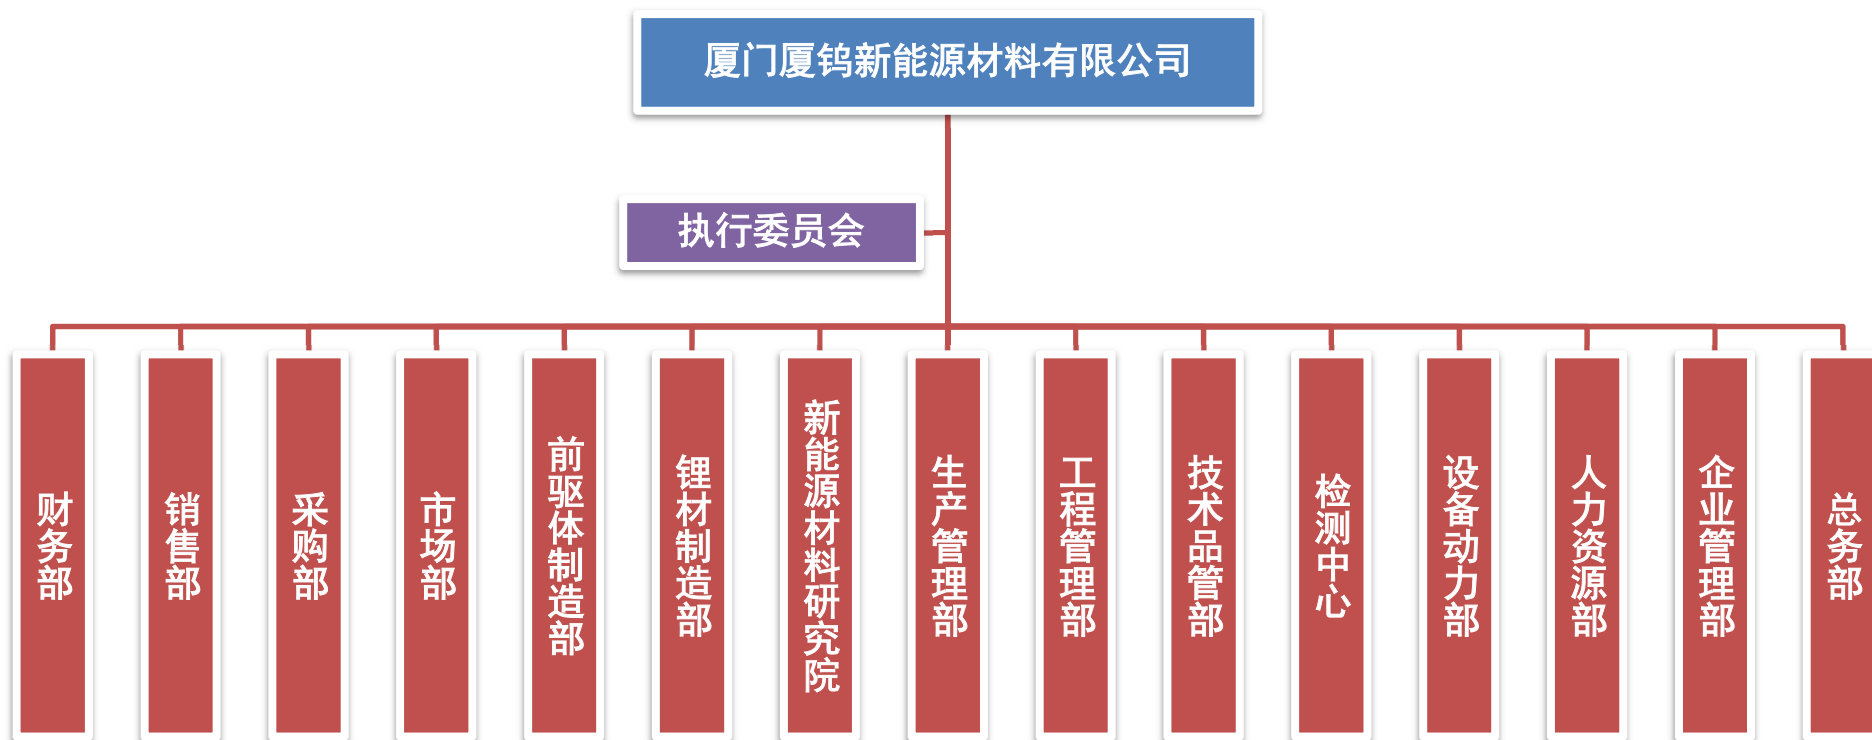 厦门厦钨新能源材料有限公司
执行委员会
财务部
销售部
采购部
市场部
前驱体制造部
锂材制造部
新能源材料研究院
生产管理部
工程管理部
技术品管部
检测中心
设备动力部
人力资源部
企业管理部
总务部